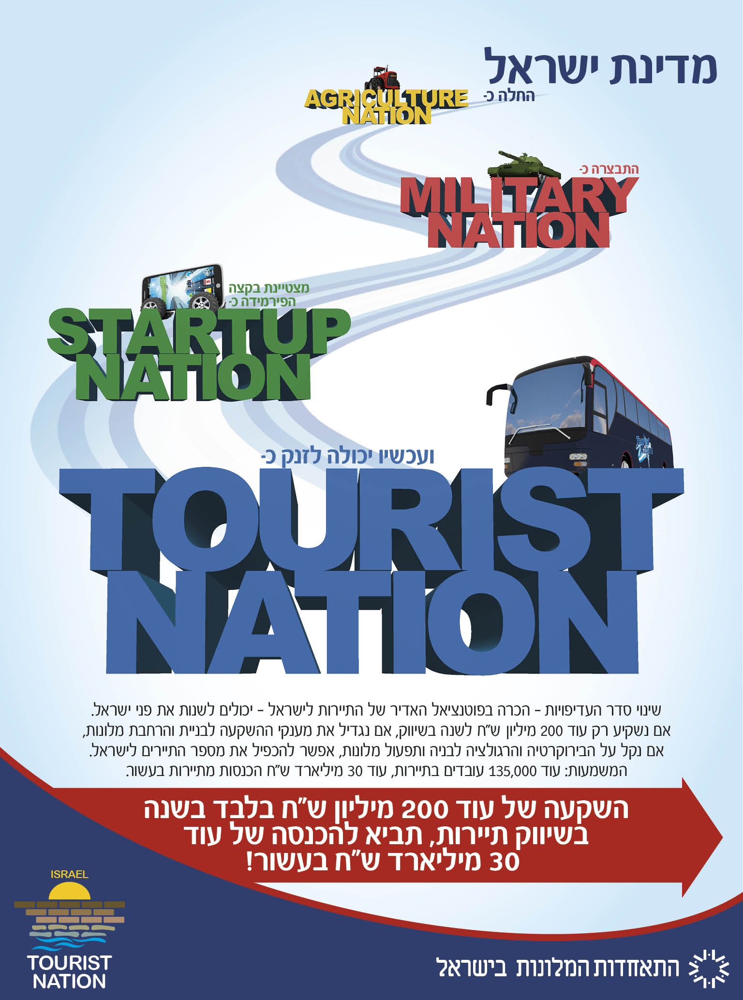 מדינת ישראל
החלה כ-
AGRICULTURE
NATION
התבצרה כ-
MILITARY
NATION
מצטיינת בקצה
הפירמידה כ-
STARTUP
NATION
Tourist
Nation
ועכשיו יכולה לזנק כ-
TOURIST
NATION
שינוי סדר העדיפויות – הכרה בפוטנציאל האדיר של התיירות לישראל – יכולים לשנות את פני ישראל.
אם נשקיע רק עוד 200 מיליון ש"ח לשנה בשיווק, אם נגדיל את מענקי ההשקעה לבניית והרחבת מלונות,
אם נקל על הבירוקרטיה והרגולציה לבניה ותפעול מלונות, אפשר להכפיל את מספר התיירים לישראל.
המשמעות: עוד 135,000 עובדים בתיירות, עוד 30 מיליארד ש"ח הכנסות מתיירות בעשור.
השקעה של עוד 200 מיליון ש"ח בלבד בשנה
בשיווק תיירות, תביא להכנסה של עוד
30 מיליארד ש"ח בעשור!
ISRAEL
TOURIST
NATION
התאחדות המלונות בישראל